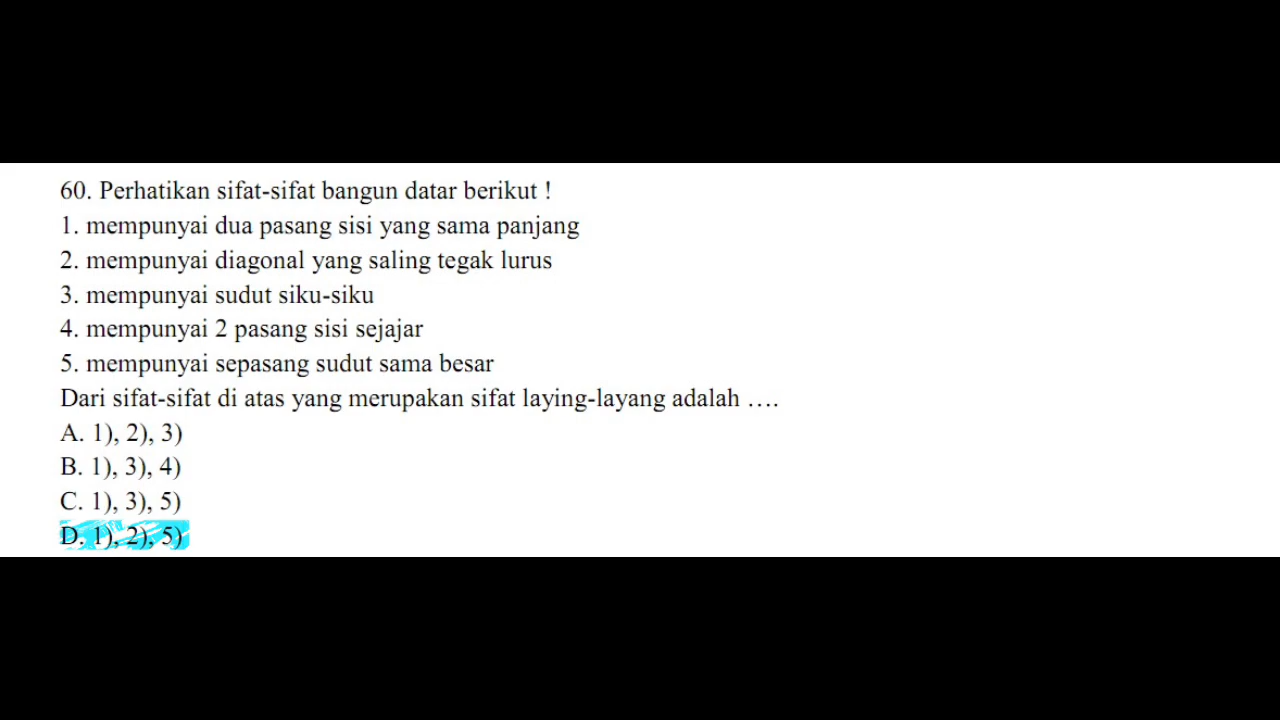 60. Perhatikan sifat-sifat bangun datar berikut !
1. mempunyai dua pasang sisi yang sama panjang
2. mempunyai diagonal yang saling tegak lurus
3. mempunyai sudut siku-siku
4. mempunyai 2 pasang sisi sejajar
5. mempunyai sepasang sudut sama besar
Dari sifat-sifat di atas yang merupakan sifat laying-layang adalah ….
A. 1), 2), 3)
B. 1), 3), 4)
C. 1), 3), 5)
D. 1), 2), 5)